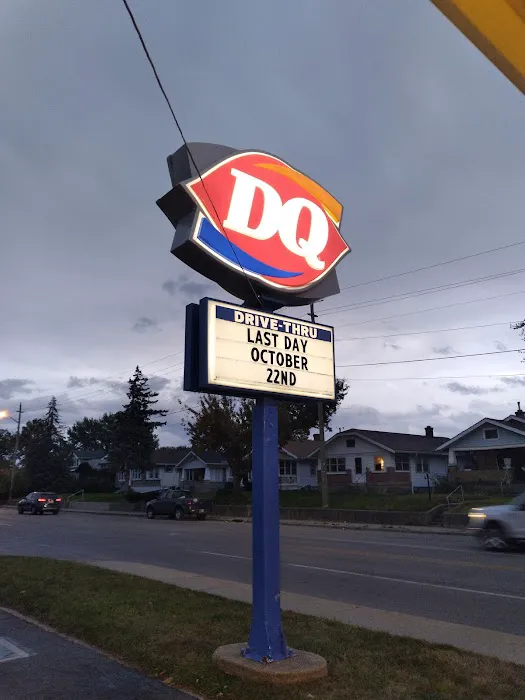 DQ
DRIVE-THRU
LAST DAY
OCTOBER
22ND